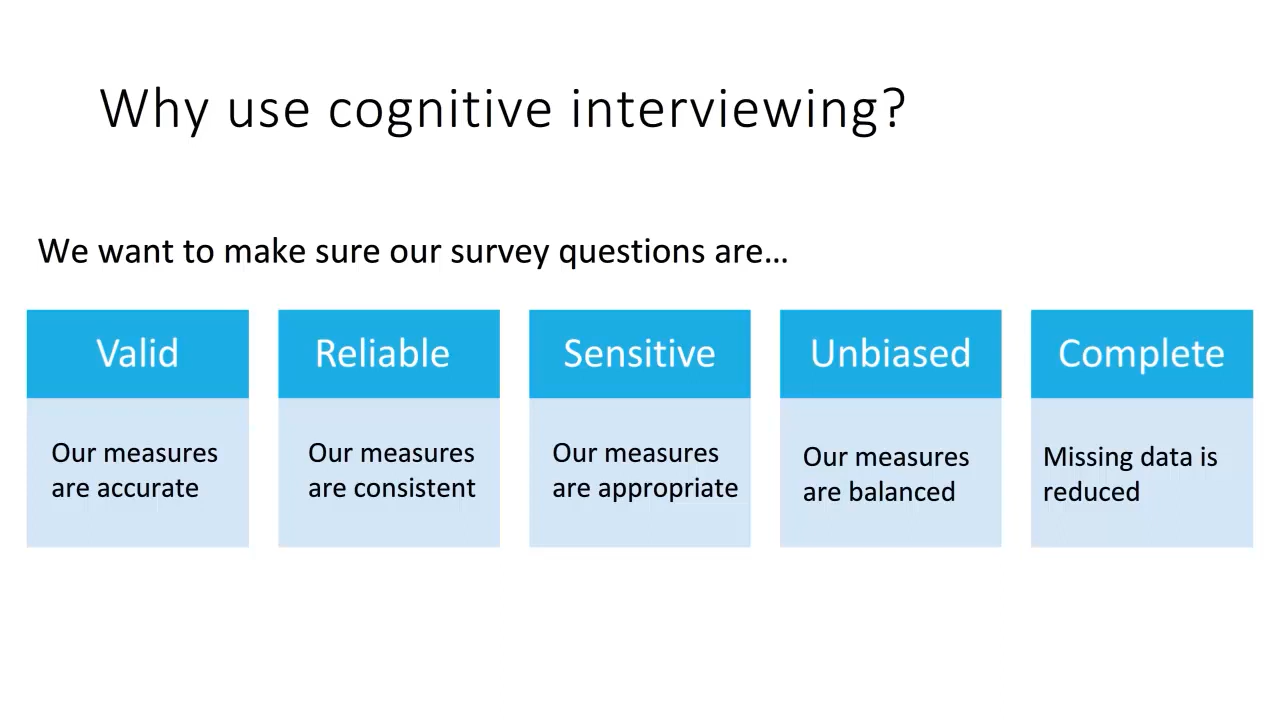 Why use cognitive interviewing?
We want to make sure our survey questions are...
Valid
Our measures
are accurate
Reliable
Our measures
are consistent
Sensitive
Our measures
are appropriate
Unbiased
Our measures
are balanced
Complete
Missing data is
reduced